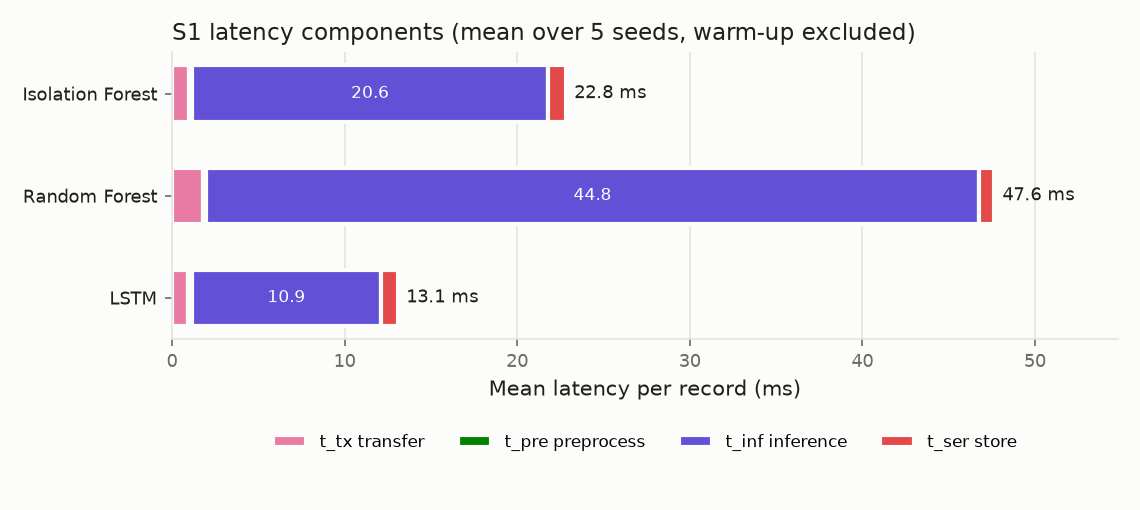 S1 latency components (mean over 5 seeds, warm-up excluded)
Isolation Forest
20.6
22.8 ms
Random Forest
44.8
47.6 ms
LSTM
10.9
13.1 ms
0 10 20 30 40 50
Mean latency per record (ms)
t_tx transfer t_pre preprocess t_inf inference t_ser store